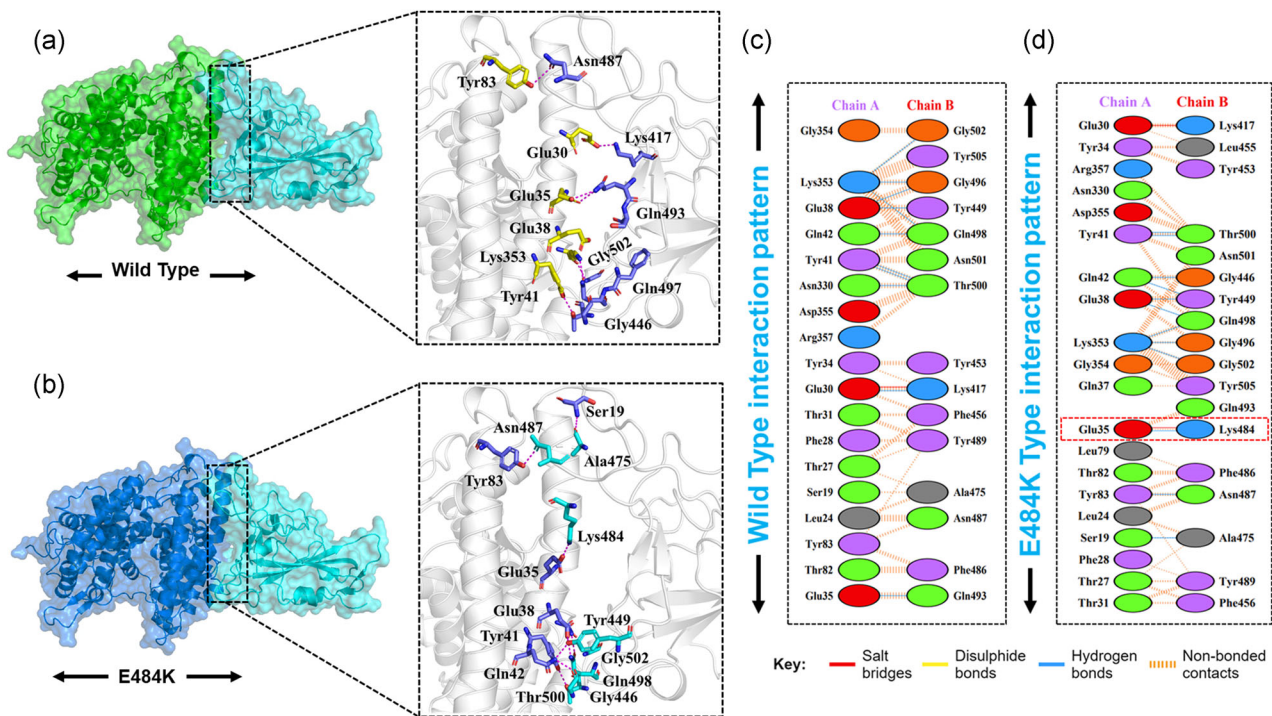 (a)
Wild Type
Tyr83
Asn487
Glu30
Lys417
Glu35
Gln493
Glu38
Gly502
Lys353
Gln497
Tyr41
Gly446
(b)
E484K
Ser19
Asn487
Tyr83
Ala475
Lys484
Glu35
Glu38
Tyr449
Tyr41
Gly502
Gln42
Gln498
Thr500
Gly446
(c)
Wild Type interaction pattern
Chain A Chain B
Gly354 Gly502
Tyr505
Lys353 Gly496
Glu38 Tyr449
Gln42 Gln498
Tyr41 Asn501
Asn330 Thr500
Asp355
Arg357
Tyr34 Tyr453
Glu30 Lys417
Thr31 Phe456
Phe28 Tyr489
Thr27
Ser19 Ala475
Leu24 Asn487
Tyr83
Thr82 Phe486
Glu35 Gln493
(d)
E484K Type interaction pattern
Chain A Chain B
Glu30 Lys417
Tyr34 Leu455
Arg357 Tyr453
Asn330
Asp355
Tyr41 Thr500
Asn501
Gln42 Gly446
Glu38 Tyr449
Gln498
Lys353 Gly496
Gly354 Gly502
Gln37 Tyr505
Gln493
Glu35 Lys484
Leu79
Thr82 Phe486
Tyr83 Asn487
Leu24
Ser19 Ala475
Phe28
Thr27 Tyr489
Thr31 Phe456
Key:
Salt
bridges
Disulphide
bonds
Hydrogen
bonds
Non-bonded
contacts